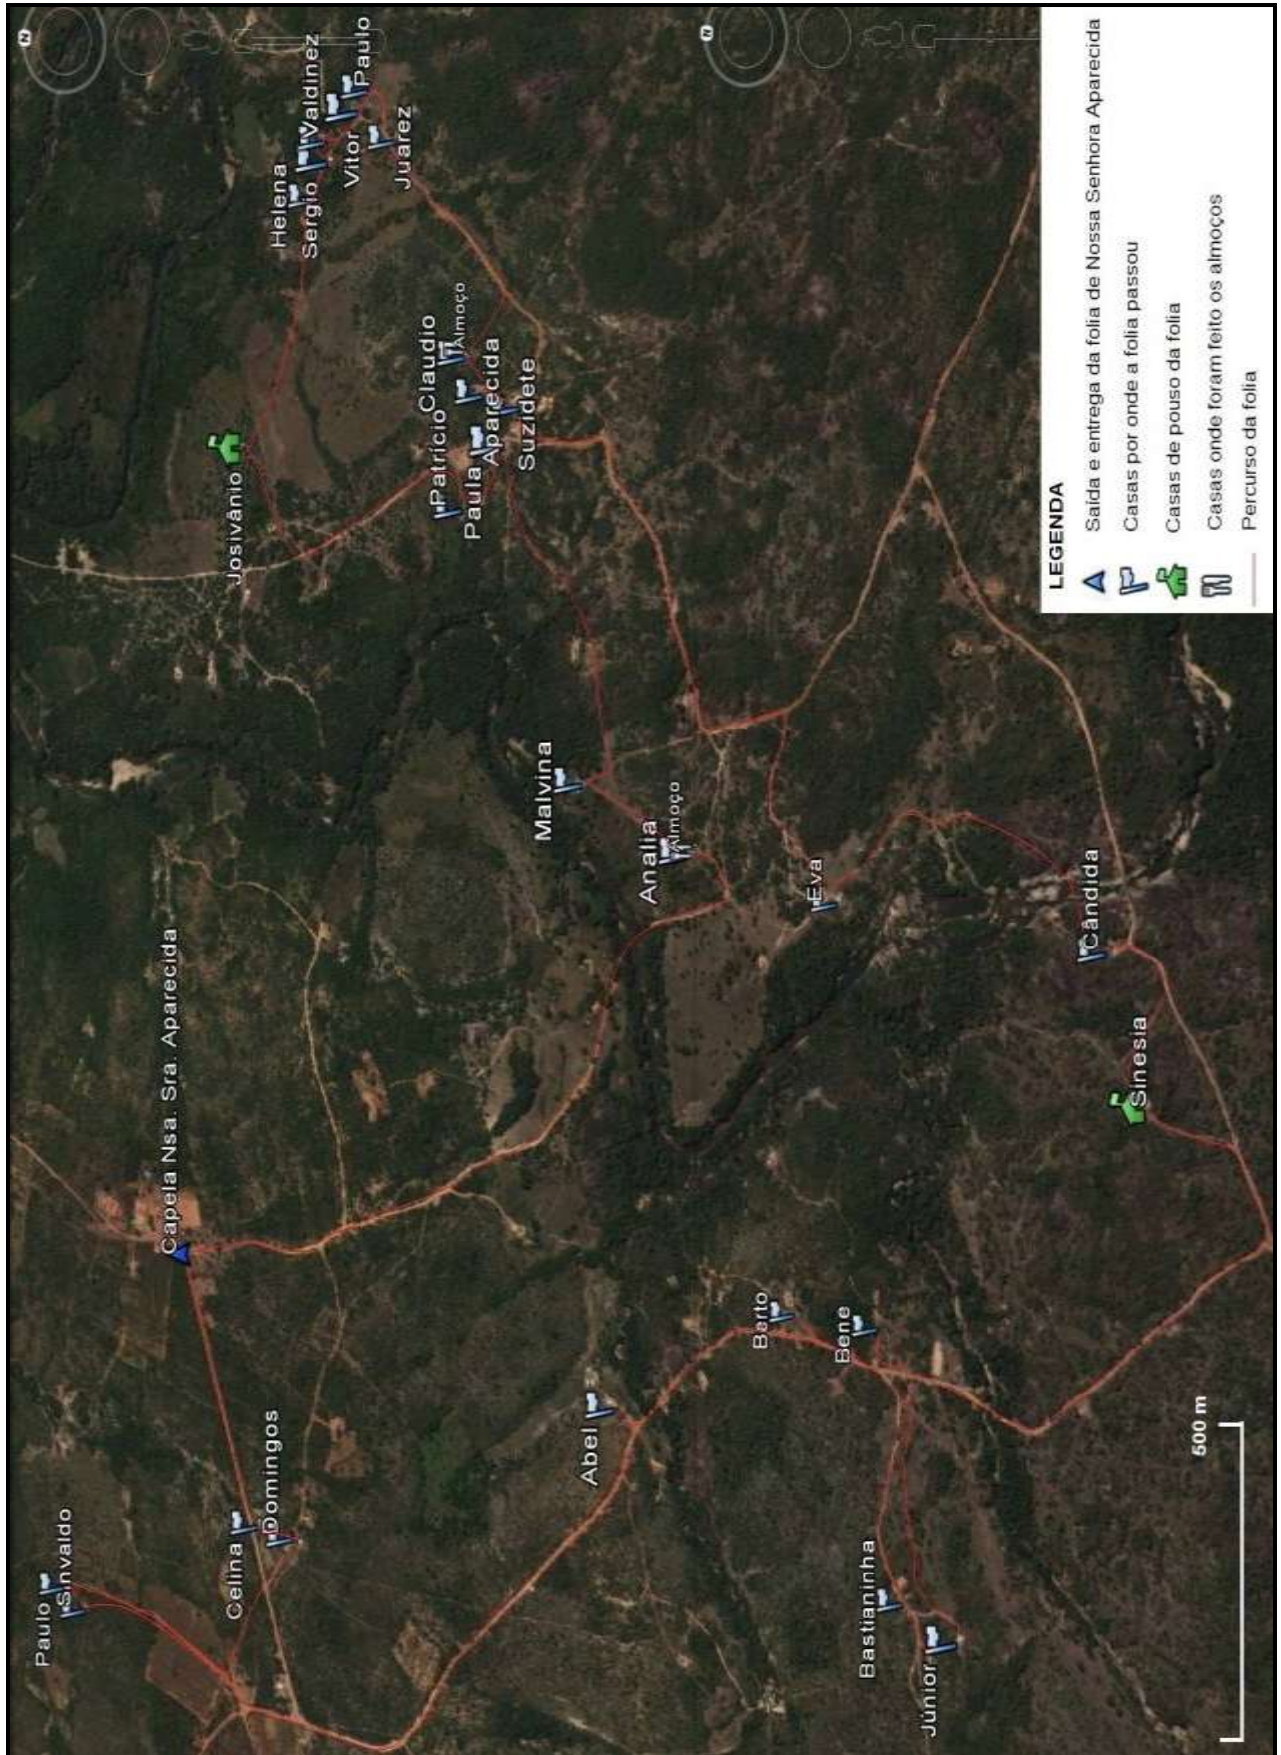 Paulo
Sinvaldo
Celina
Domingos
Capela Nsa. Sra. Aparecida
Abel
Berto
Bene
Bastianinha
Júnior
Sinesia
Cândida
Eva
Analia
Almoço
Malvina
Josivânio
Patrício
Claudio
Almoço
Paula
Aparecida
Suzidete
Helena
Sergio
Valdinez
Vitor
Paulo
Juarez
N
N
500 m
LEGENDA
Saída e entrega da folia de Nossa Senhora Aparecida
Casas por onde a folia passou
Casas de pouso da folia
Casas onde foram feito os almoços
Percurso da folia